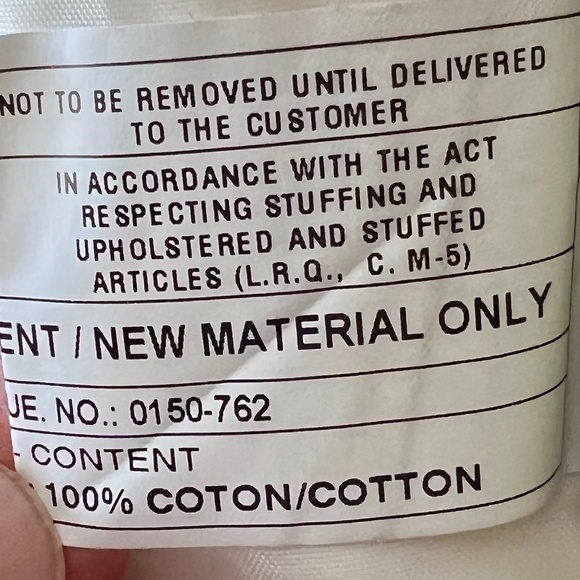 NOT TO BE REMOVED UNTIL DELIVERED
TO THE CUSTOMER
IN ACCORDANCE WITH THE ACT
RESPECTING STUFFING AND
UPHOLSTERED AND STUFFED
ARTICLES (L.R.Q., C. M-5)
ENT / NEW MATERIAL ONLY
UE. NO.: 0150-762
- CONTENT
100% COTON/COTTON